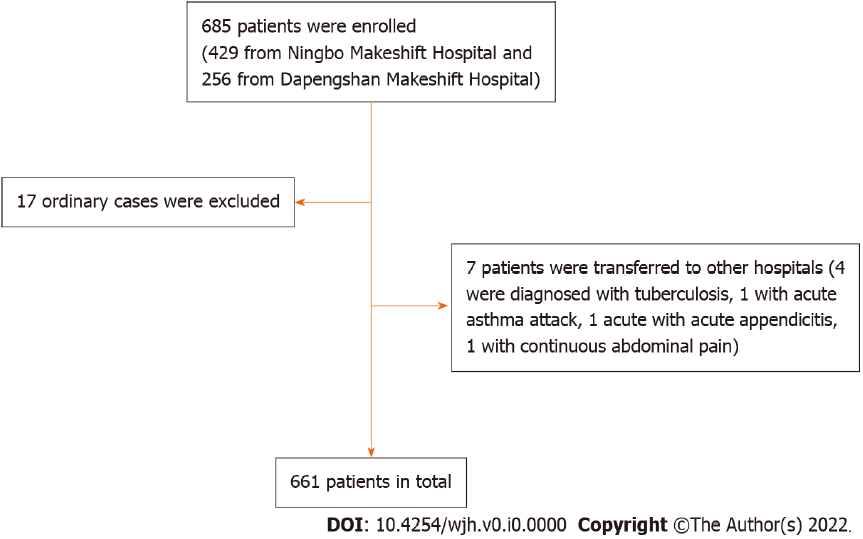 685 patients were enrolled
(429 from Ningbo Makeshift Hospital and
256 from Dapengshan Makeshift Hospital)
17 ordinary cases were excluded
7 patients were transferred to other hospitals (4
were diagnosed with tuberculosis, 1 with acute
asthma attack, 1 acute with acute appendicitis,
1 with continuous abdominal pain)
661 patients in total
DOI: 10.4254/wjh.v0.i0.0000 Copyright ©The Author(s) 2022.